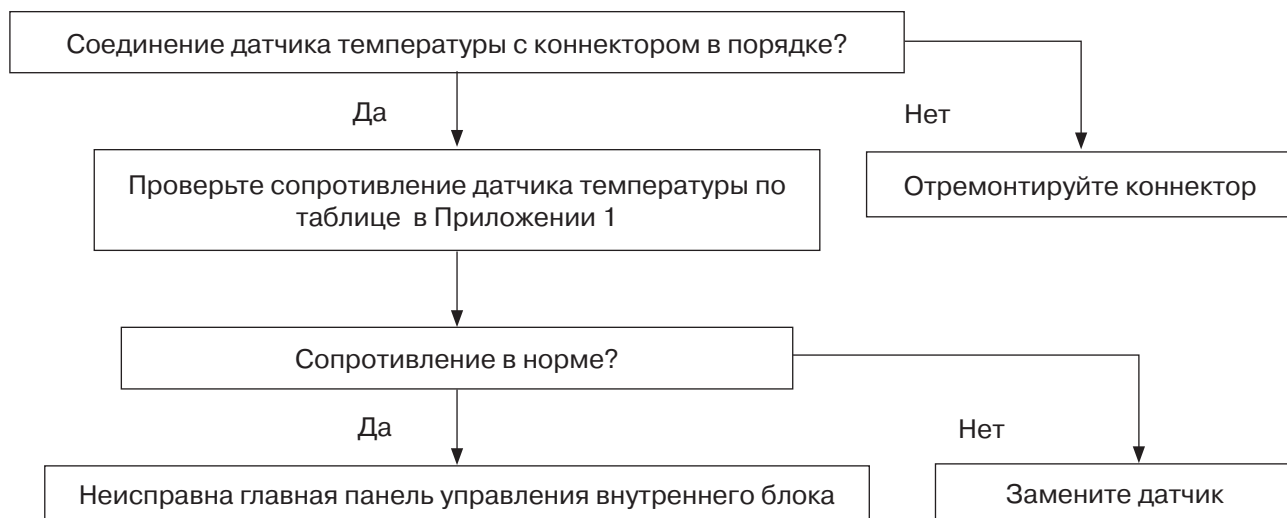 Соединение датчика температуры с коннектором в порядке?
Да
Нет
Проверьте сопротивление датчика температуры по
таблице в Приложении 1
Отремонтируйте коннектор
Сопротивление в норме?
Да
Нет
Неисправна главная панель управления внутреннего блока
Замените датчик